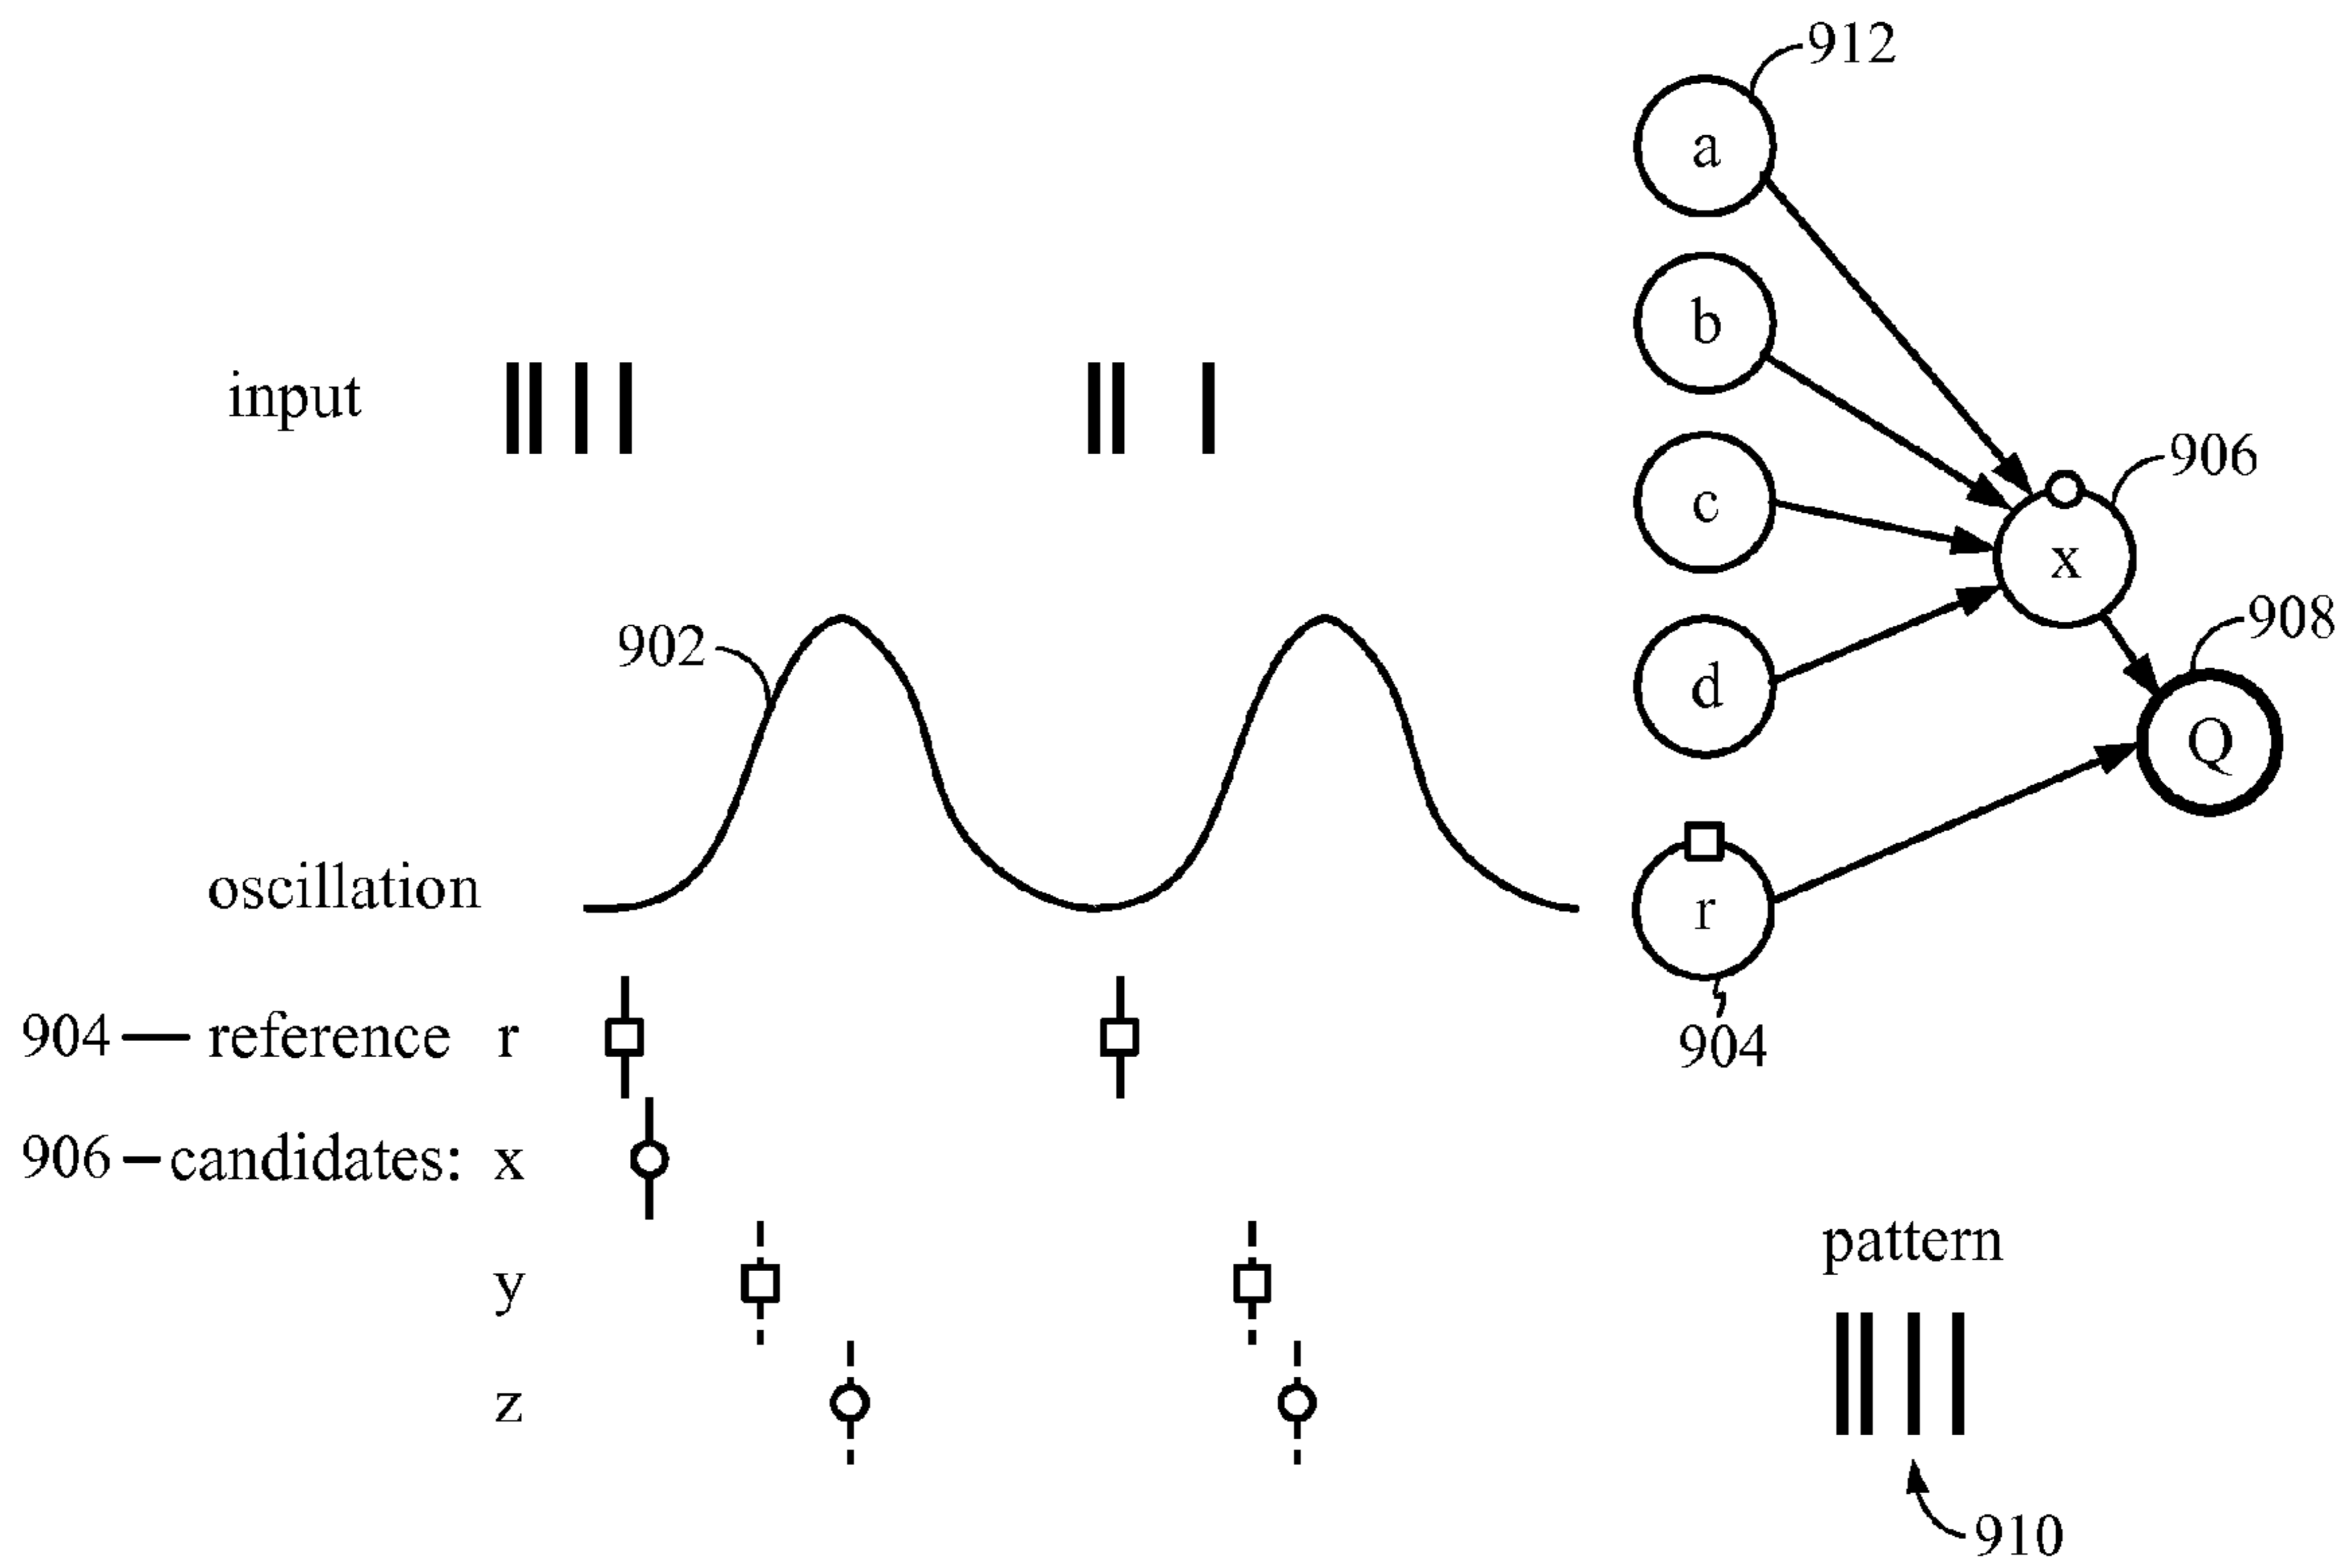 912
a
b
input
c
906
x
902
908
d
Q
oscillation
r
904 reference r
904
906 candidates: x
pattern
y
z
910